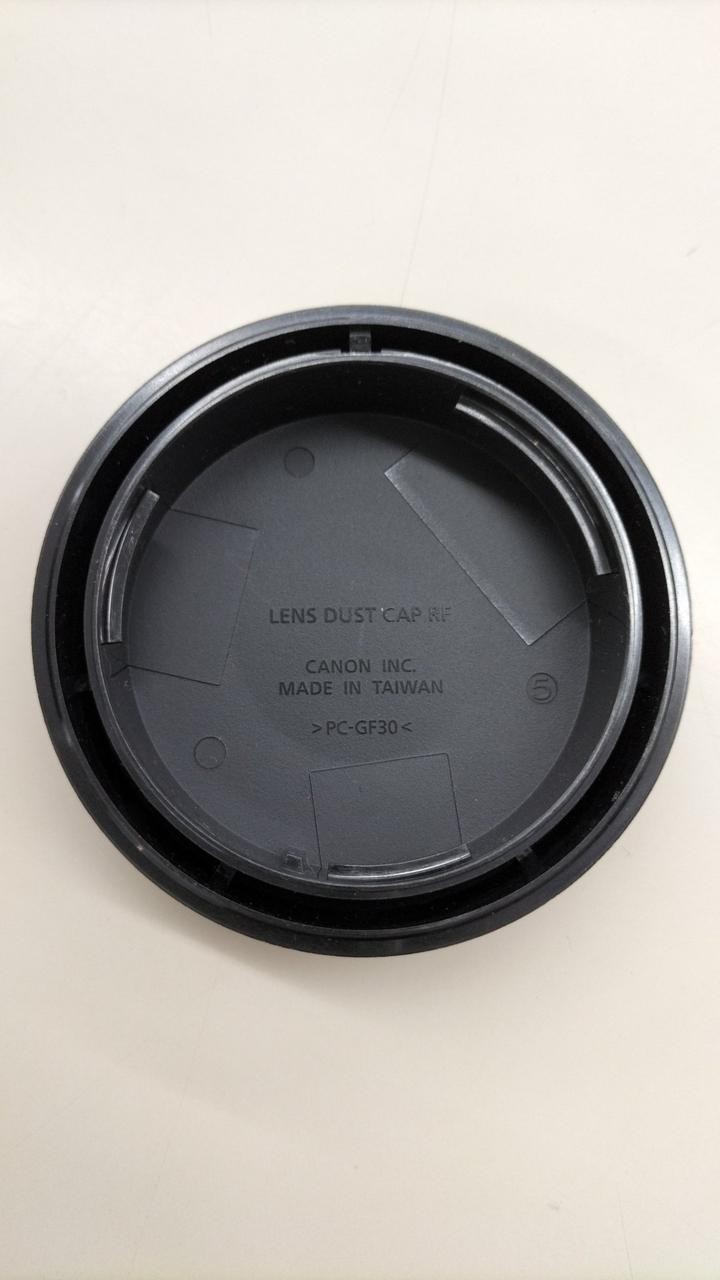 LENS DUST CAP RF
CANON INC.
MADE IN TAIWAN
5
>PC-GF30<